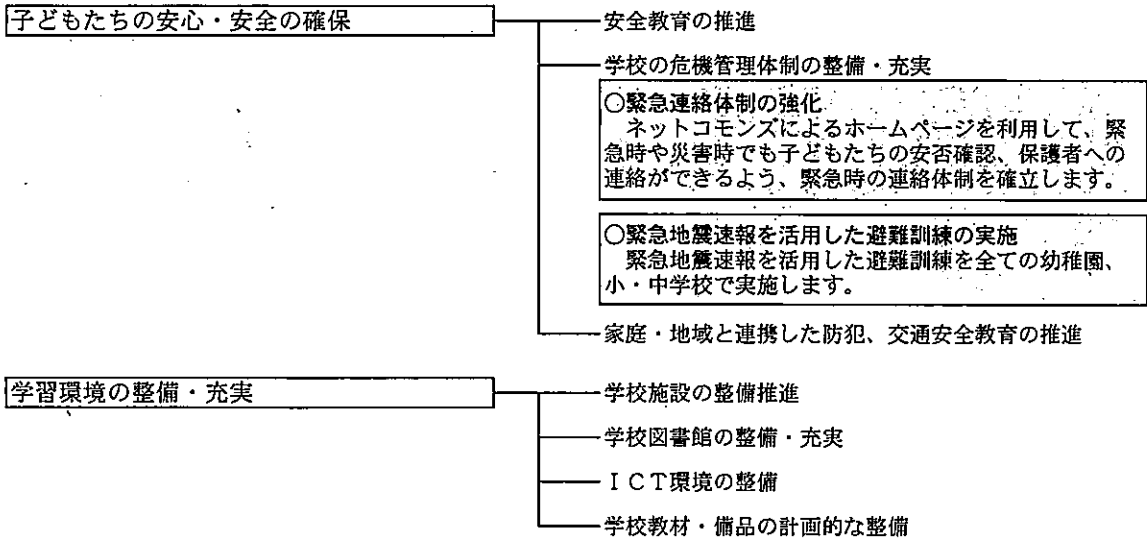 子どもたちの安心・安全の確保
安全教育の推進
学校の危機管理体制の整備・充実
○緊急連絡体制の強化
ネットコモンズによるホームページを利用して、緊
急時や災害時でも子どもたちの安否確認、保護者への
連絡ができるよう、緊急時の連絡体制を確立します。
○緊急地震速報を活用した避難訓練の実施
緊急地震速報を活用した避難訓練を全ての幼稚園、
小・中学校で実施します。
家庭・地域と連携した防犯、交通安全教育の推進
学習環境の整備・充実
学校施設の整備推進
学校図書館の整備・充実
ＩＣＴ環境の整備
学校教材・備品の計画的な整備